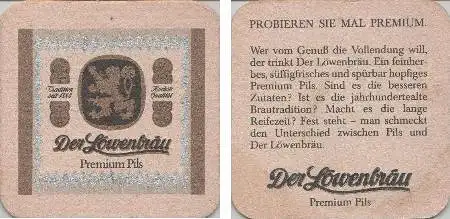 Tradition
seit 1383
Höchste
Qualität
Der Löwenbräu
Premium Pils
PROBIEREN SIE MAL PREMIUM.
Wer vom Genuß die Vollendung will,
der trinkt Der Löwenbräu. Ein feinher-
bes, süffigfrisches und spürbar hopfiges
Premium Pils. Sind es die besseren
Zutaten? Ist es die jahrhundertealte
Brautradition? Macht es die lange
Reifezeit? Fest steht – man schmeckt
den Unterschied zwischen Pils und
Der Löwenbräu.
Der Löwenbräu
Premium Pils